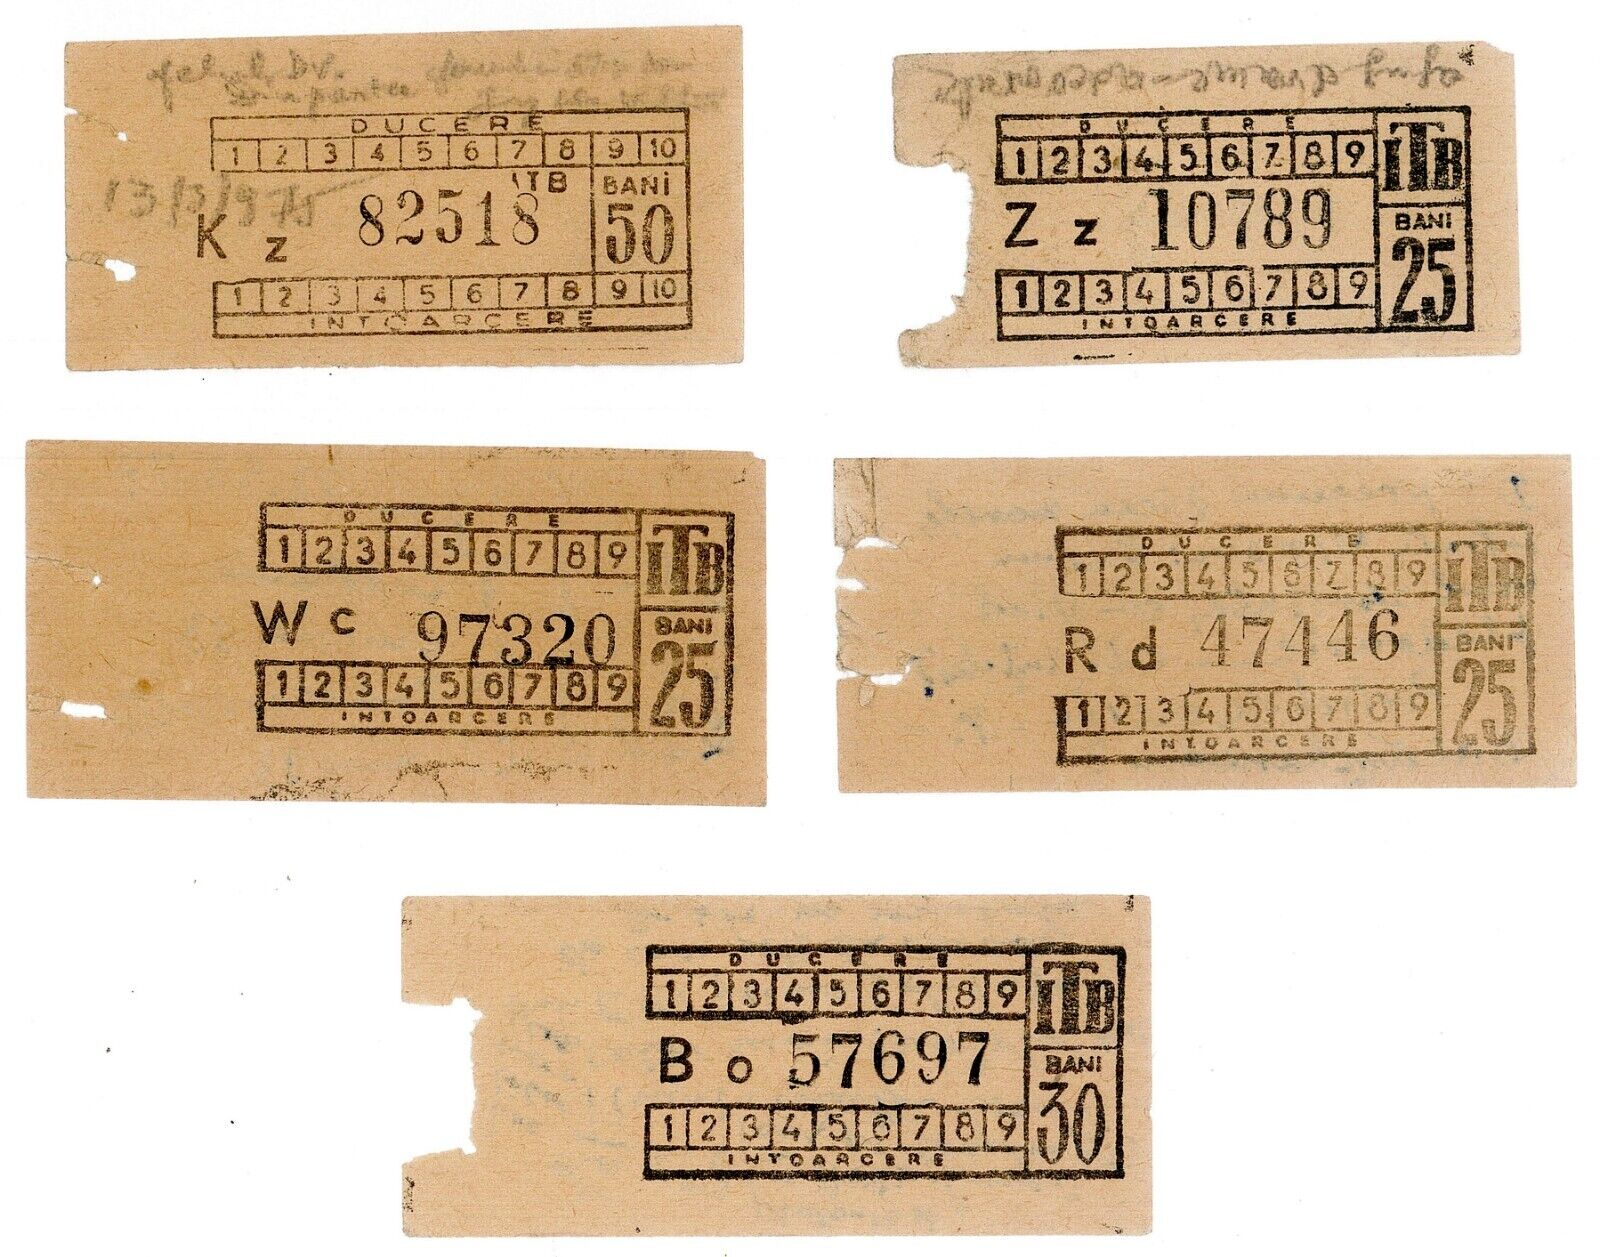 DUCERE
1 2 3 4 5 6 7 8 9 10
13/3/975
ITB
BANI
K z 82518
50
1 2 3 4 5 6 7 8 9 10
INTOARCERE
DUCERE
1 2 3 4 5 6 7 8 9
ITB
Z z 10789
BANI
25
1 2 3 4 5 6 7 8 9
INTOARCERE
DUCERE
1 2 3 4 5 6 7 8 9
ITB
W c 97320
BANI
25
1 2 3 4 5 6 7 8 9
INTOARCERE
DUCERE
1 2 3 4 5 6 7 8 9
ITB
R d 47446
BANI
25
1 2 3 4 5 6 7 8 9
INTOARCERE
DUCERE
1 2 3 4 5 6 7 8 9
ITB
B o 57697
BANI
30
1 2 3 4 5 6 7 8 9
INTOARCERE